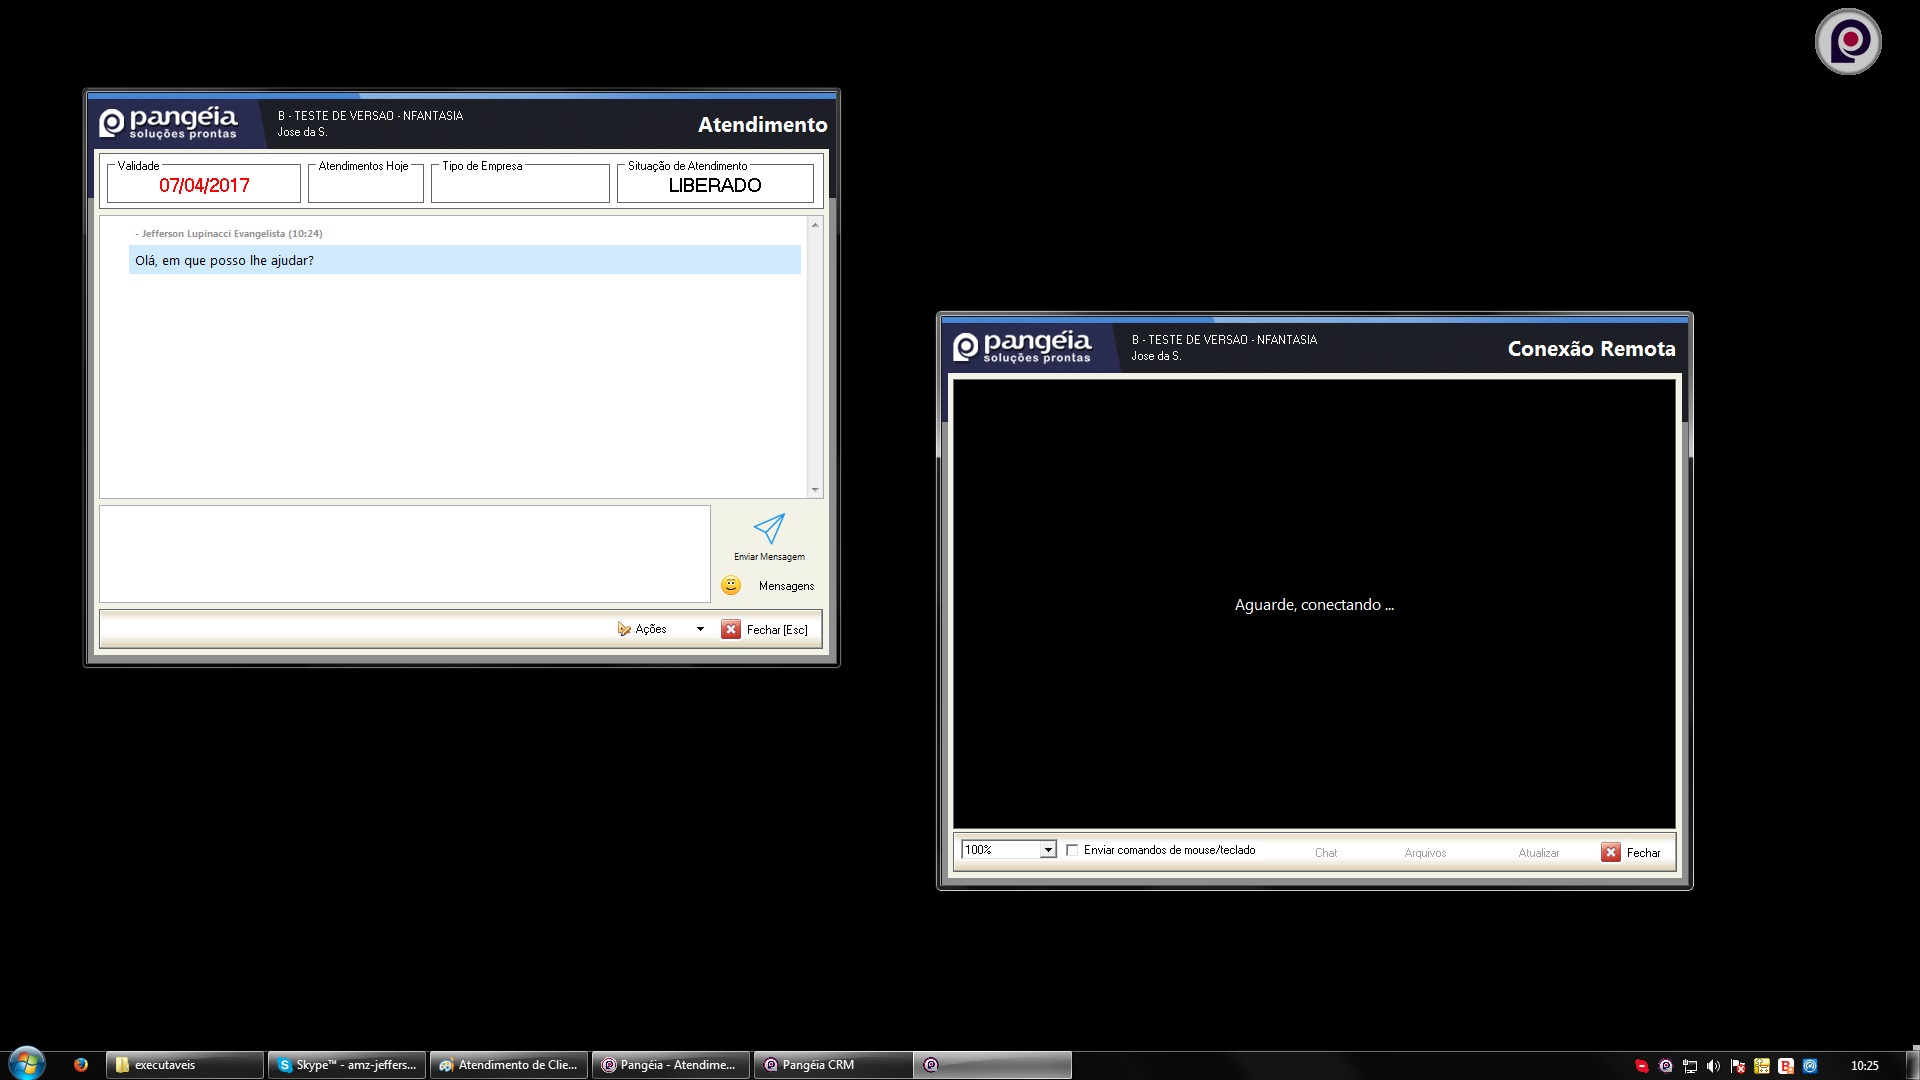 pangéia
soluções prontas
B - TESTE DE VERSAO - NFANTASIA
Jose da S.
Atendimento
Validade
07/04/2017
Atendimentos Hoje
Tipo de Empresa
Situação de Atendimento
LIBERADO
- Jefferson Lupinacci Evangelista (10:24)
Olá, em que posso lhe ajudar?
Enviar Mensagem
Mensagens
Ações
Fechar [Esc]
pangéia
soluções prontas
B - TESTE DE VERSAO - NFANTASIA
Jose da S.
Conexão Remota
Aguarde, conectando ...
100%
Enviar comandos de mouse/teclado
Chat
Arquivos
Atualizar
Fechar
executaveis
Skype™ - amz-jeffers...
Atendimento de Clie...
Pangéia - Atendime...
Pangéia CRM
10:25